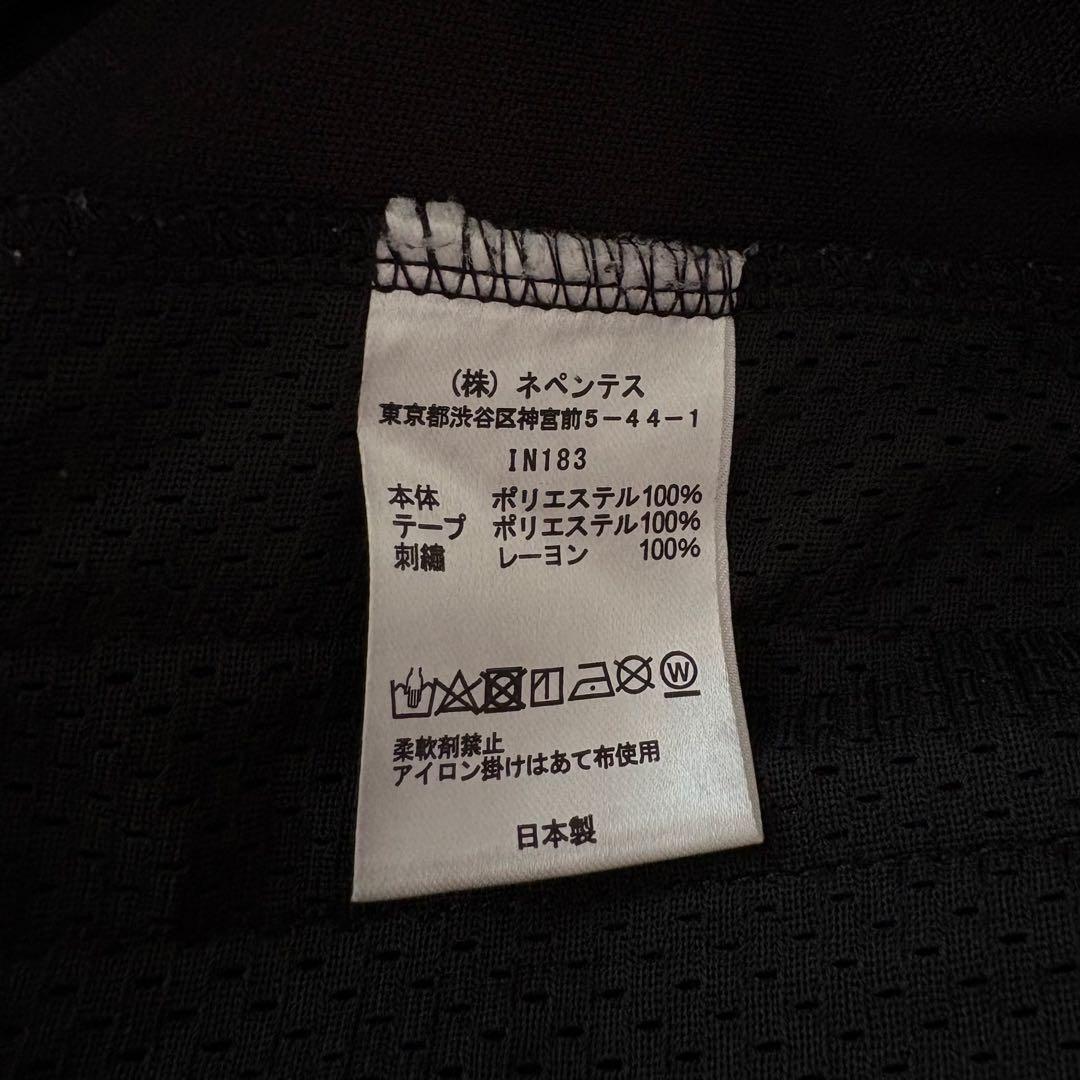 (株) ネペンテス
東京都渋谷区神宮前5-44-1
IN183
本体 ポリエステル100%
テープ ポリエステル100%
刺繡 レーヨン 100%
W
柔軟剤禁止
アイロン掛けはあて布使用
日本製